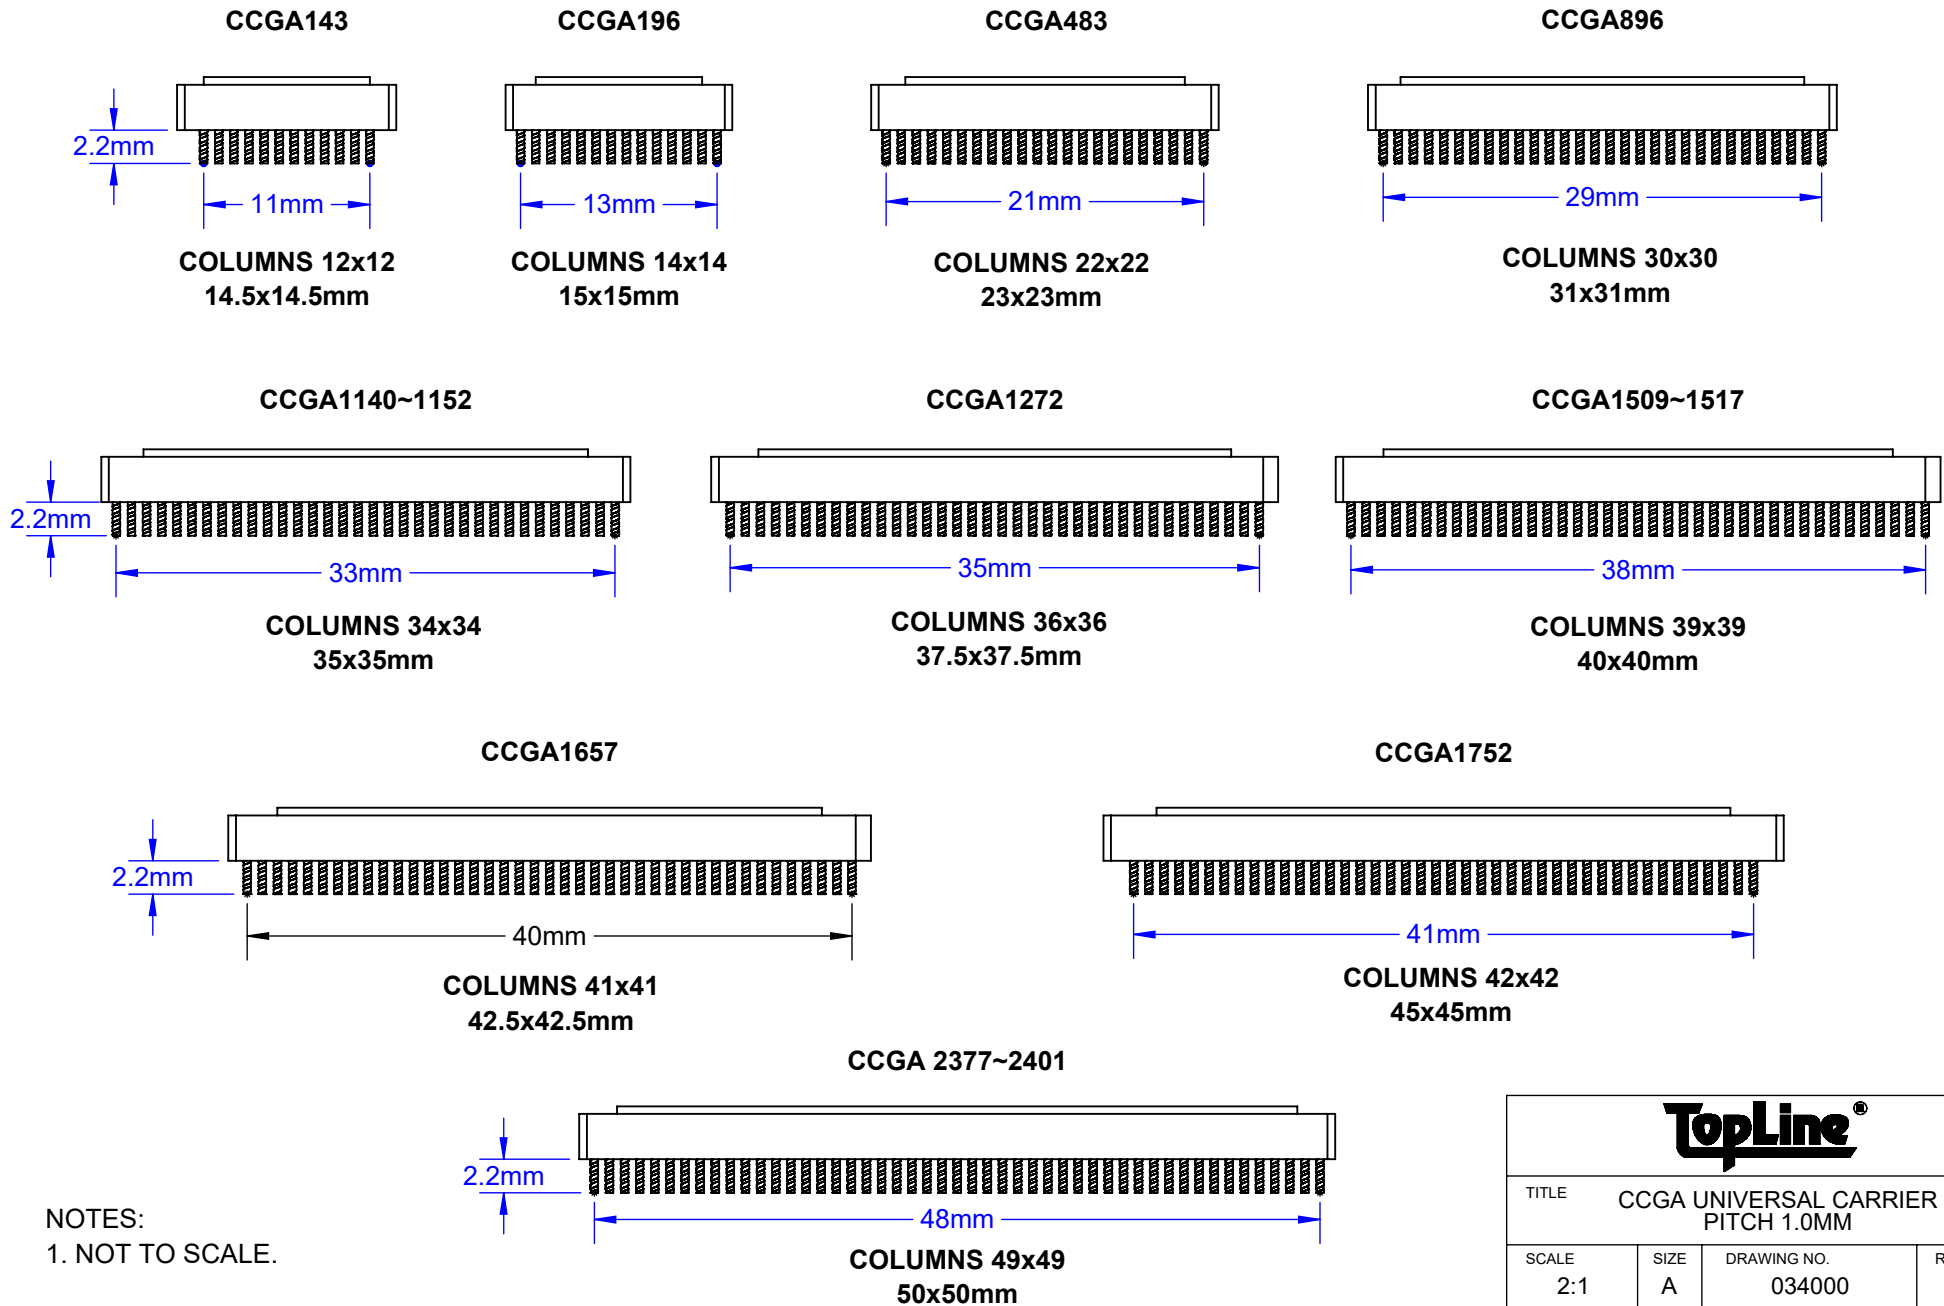 CCGA143
CCGA196
CCGA483
CCGA896
2.2mm
11mm
13mm
21mm
29mm
COLUMNS 12x12
14.5x14.5mm
COLUMNS 14x14
15x15mm
COLUMNS 22x22
23x23mm
COLUMNS 30x30
31x31mm
CCGA1140~1152
CCGA1272
CCGA1509~1517
2.2mm
33mm
35mm
38mm
COLUMNS 34x34
35x35mm
COLUMNS 36x36
37.5x37.5mm
COLUMNS 39x39
40x40mm
CCGA1657
CCGA1752
2.2mm
40mm
41mm
COLUMNS 41x41
42.5x42.5mm
COLUMNS 42x42
45x45mm
CCGA 2377~2401
2.2mm
48mm
COLUMNS 49x49
50x50mm
NOTES:
1. NOT TO SCALE.
TopLine®
TITLE
CCGA UNIVERSAL CARRIER
PITCH 1.0MM
SCALE
2:1
SIZE
A
DRAWING NO.
034000
R